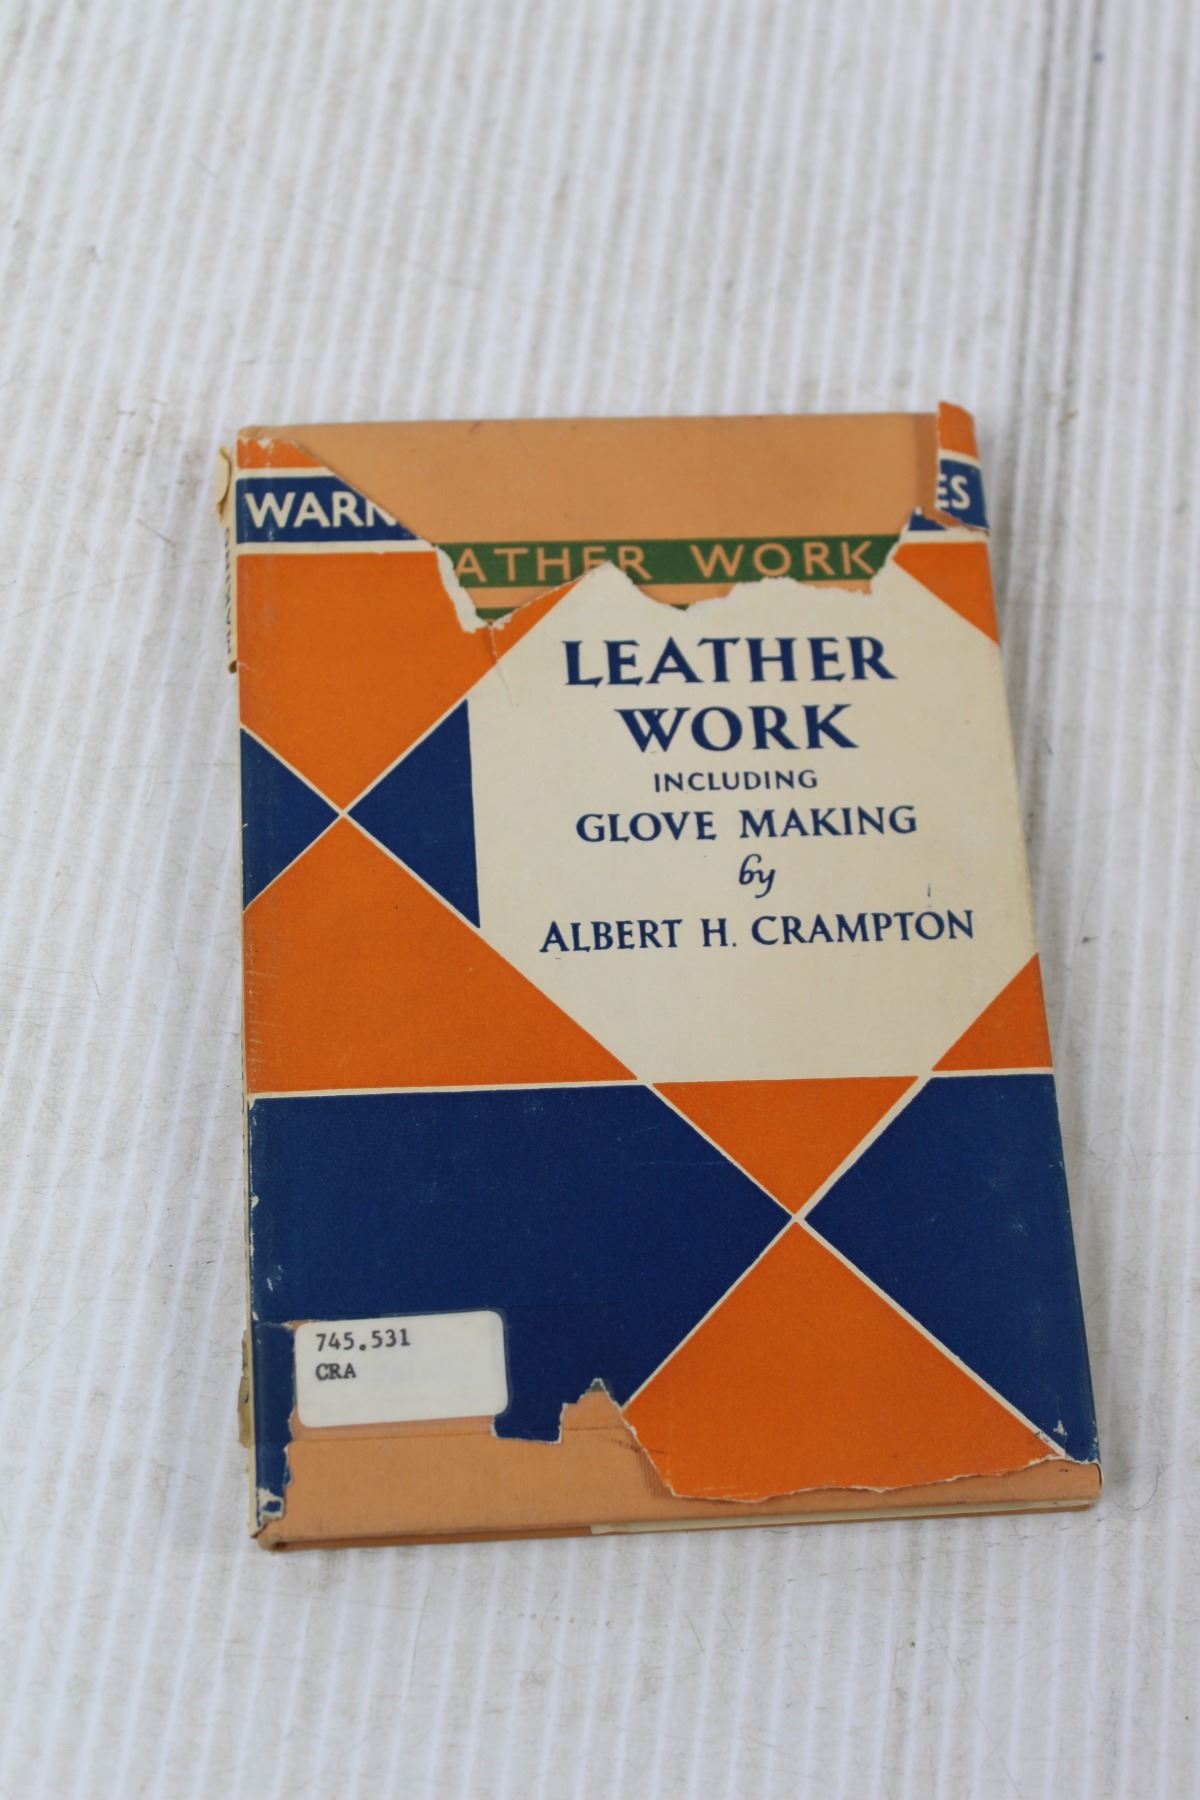 WARN
ES
ATHER WORK
LEATHER
WORK
INCLUDING
GLOVE MAKING
by
ALBERT H. CRAMPTON
745.531
CRA